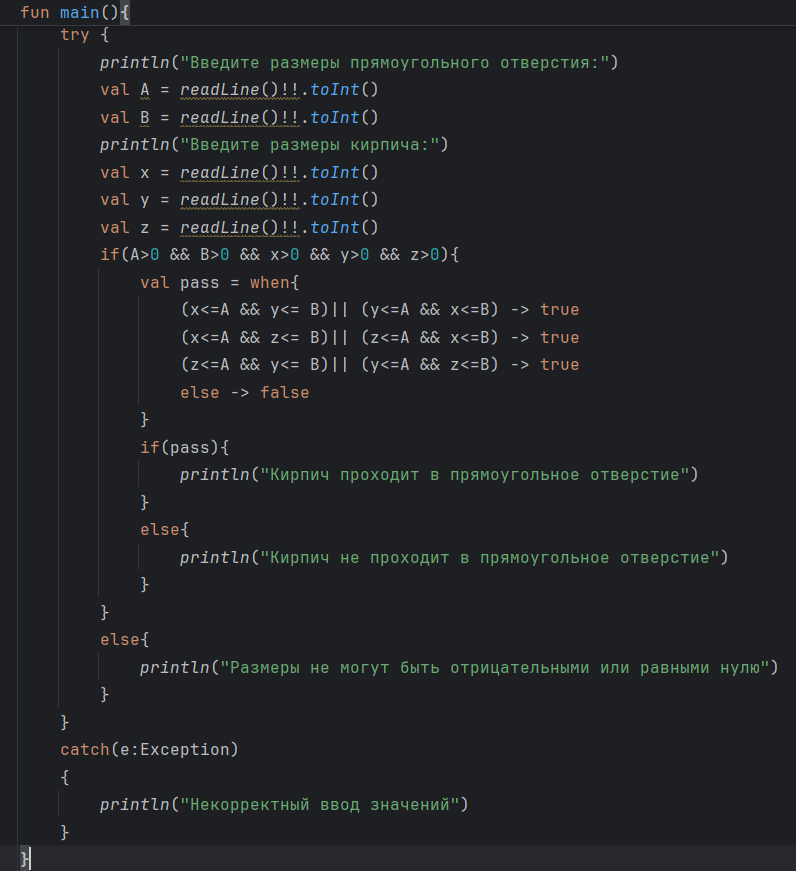 fun main(){
    try {
        println("Введите размеры прямоугольного отверстия:")
        val A = readLine()!!.toInt()
        val B = readLine()!!.toInt()
        println("Введите размеры кирпича:")
        val x = readLine()!!.toInt()
        val y = readLine()!!.toInt()
        val z = readLine()!!.toInt()
        if(A>0 && B>0 && x>0 && y>0 && z>0){
            val pass = when{
                (x<=A && y<= B)|| (y<=A && x<=B) -> true
                (x<=A && z<= B)|| (z<=A && x<=B) -> true
                (z<=A && y<= B)|| (y<=A && z<=B) -> true
                else -> false
            }
            if(pass){
                println("Кирпич проходит в прямоугольное отверстие")
            }
            else{
                println("Кирпич не проходит в прямоугольное отверстие")
            }
        }
        else{
            println("Размеры не могут быть отрицательными или равными нулю")
        }
    }
    catch(e:Exception)
    {
        println("Некорректный ввод значений")
    }
}